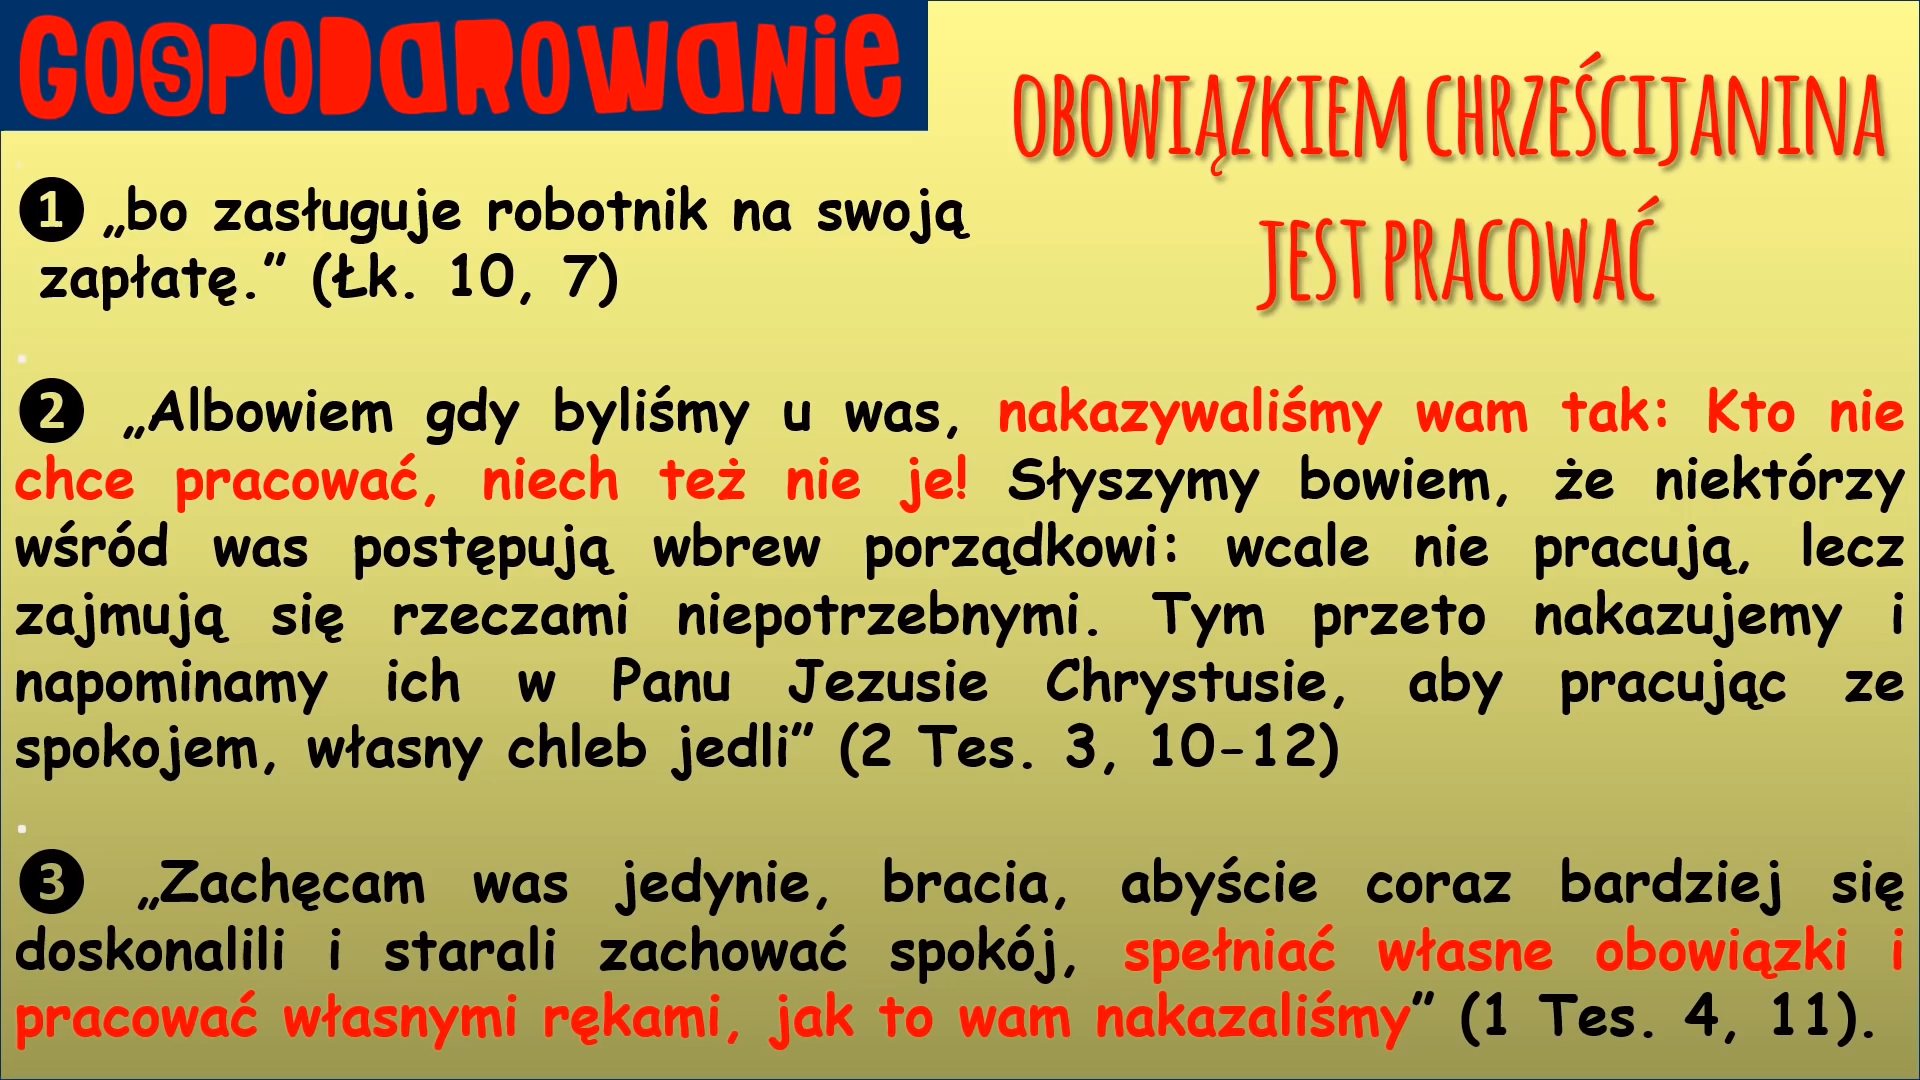 GOSPODAROWANIE
OBOWIĄZKIEM CHRZEŚCIJANINA
JEST PRACOWAĆ
❶ „bo zasługuje robotnik na swoją
zapłatę.” (Łk. 10, 7)
❷ „Albowiem gdy byliśmy u was, nakazywaliśmy wam tak: Kto nie
chce pracować, niech też nie je! Słyszymy bowiem, że niektórzy
wśród was postępują wbrew porządkowi: wcale nie pracują, lecz
zajmują się rzeczami niepotrzebnymi. Tym przeto nakazujemy i
napominamy ich w Panu Jezusie Chrystusie, aby pracując ze
spokojem, własny chleb jedli” (2 Tes. 3, 10-12)
❸ „Zachęcam was jedynie, bracia, abyście coraz bardziej się
doskonalili i starali zachować spokój, spełniać własne obowiązki i
pracować własnymi rękami, jak to wam nakazaliśmy” (1 Tes. 4, 11).